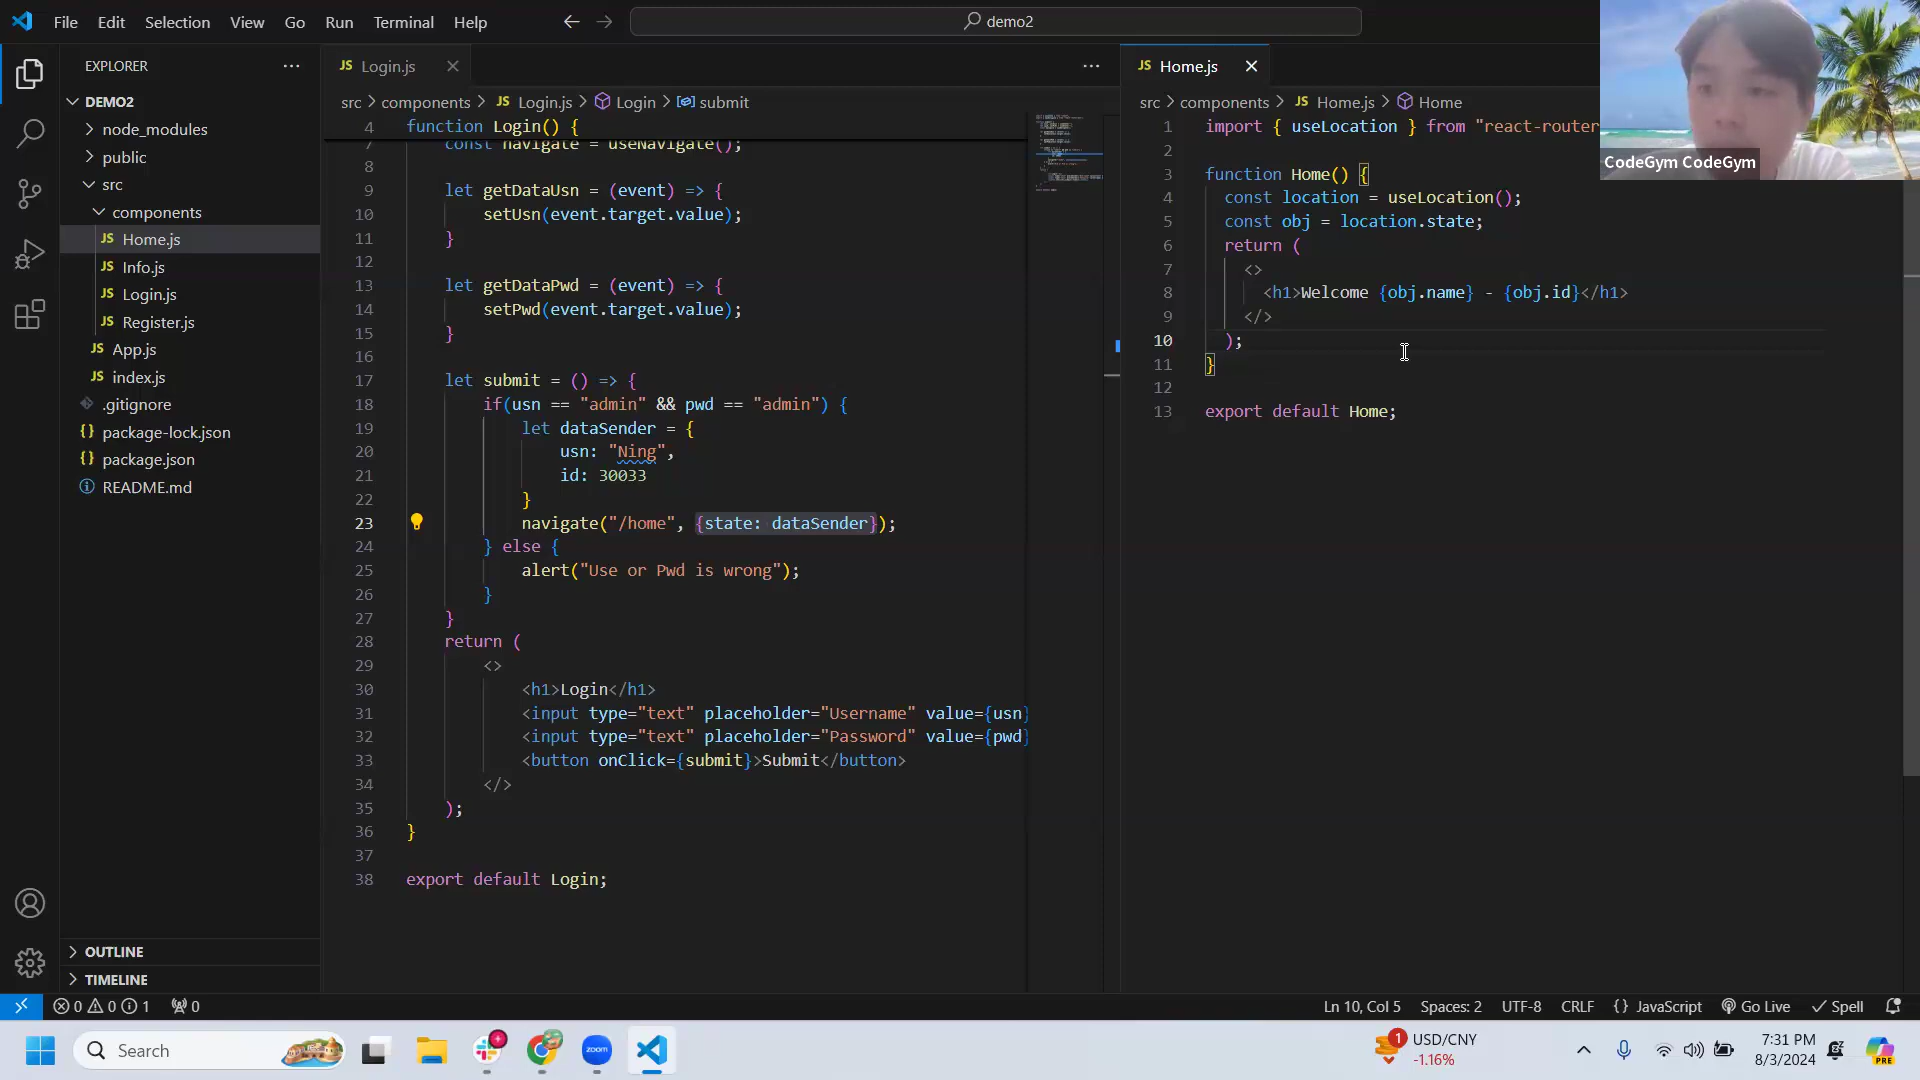 File Edit Selection View Go Run Terminal Help
demo2
EXPLORER
DEMO2
node_modules
public
src
components
JS Home.js
JS Info.js
JS Login.js
JS Register.js
JS App.js
JS index.js
.gitignore
{} package-lock.json
{} package.json
README.md
OUTLINE
TIMELINE
JS Login.js
src > components > JS Login.js > Login > submit
4 function Login() {
7 const navigate = useNavigate();
8
9 let getDataUsn = (event) => {
10 setUsn(event.target.value);
11 }
12
13 let getDataPwd = (event) => {
14 setPwd(event.target.value);
15 }
16
17 let submit = () => {
18 if(usn == "admin" && pwd == "admin") {
19 let dataSender = {
20 usn: "Ning",
21 id: 30033
22 }
23 navigate("/home", {state: dataSender});
24 } else {
25 alert("Use or Pwd is wrong");
26 }
27 }
28 return (
29 <>
30 <h1>Login</h1>
31 <input type="text" placeholder="Username" value={usn}
32 <input type="text" placeholder="Password" value={pwd}
33 <button onClick={submit}>Submit</button>
34 </>
35 );
36 }
37
38 export default Login;
JS Home.js
src > components > JS Home.js > Home
1 import { useLocation } from "react-router
2
3 function Home() {
4 const location = useLocation();
5 const obj = location.state;
6 return (
7 <>
8 <h1>Welcome {obj.name} - {obj.id}</h1>
9 </>
10 );
11 }
12
13 export default Home;
CodeGym CodeGym
0 0 1 0
Ln 10, Col 5 Spaces: 2 UTF-8 CRLF {} JavaScript Go Live Spell
Search
zoom
1
USD/CNY
-1.16%
7:31 PM
8/3/2024
PRE